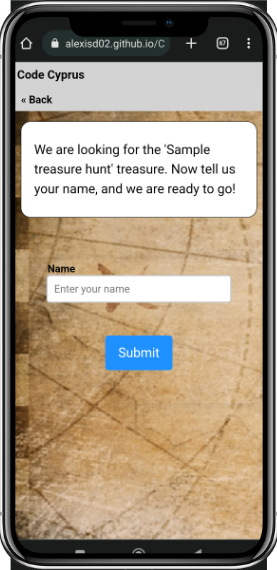 alexisd02.github.io/C
67
Code Cyprus
« Back
We are looking for the 'Sample
treasure hunt' treasure. Now tell us
your name, and we are ready to go!
Name
Enter your name
Submit